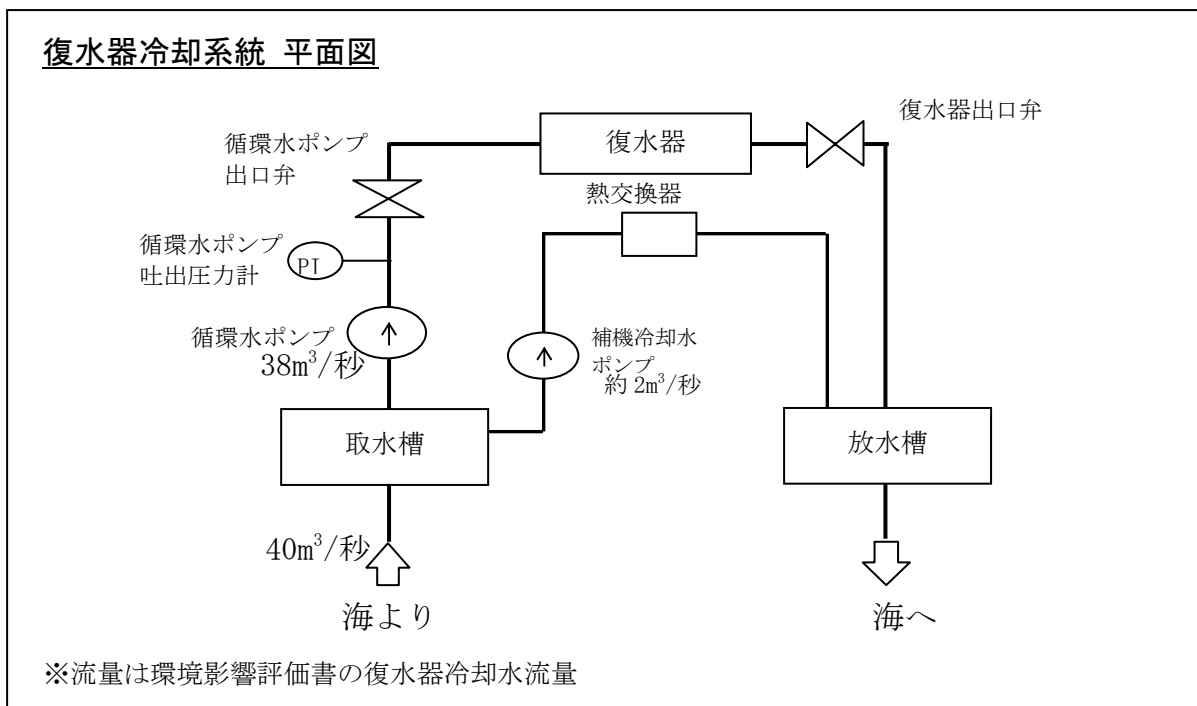 復水器冷却系統 平面図
復水器出口弁
循環水ポンプ
出口弁
復水器
熱交換器
循環水ポンプ
吐出圧力計
PI
循環水ポンプ
38m³/秒
補機冷却水
ポンプ
約2m³/秒
取水槽
放水槽
40m³/秒
海より
海へ
※流量は環境影響評価書の復水器冷却水流量